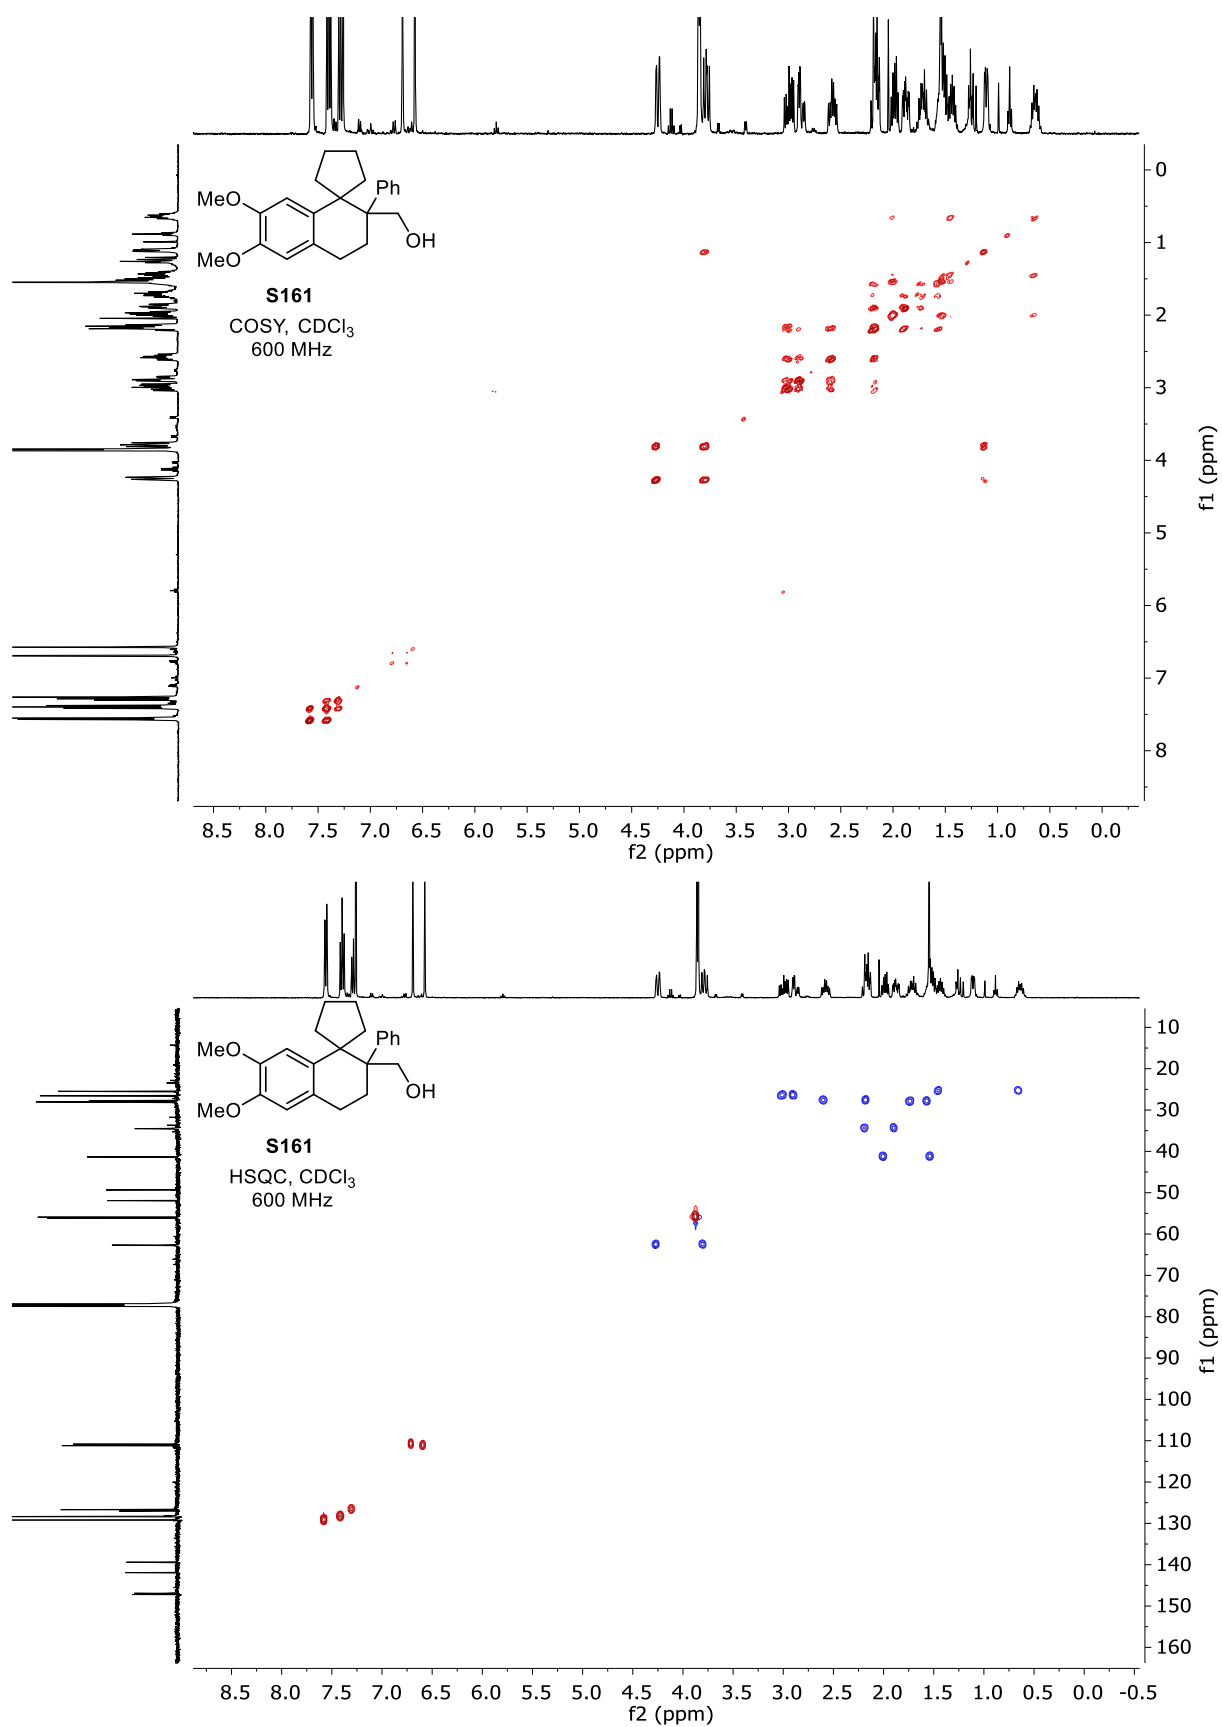 Ph
MeO
OH
MeO
S161
COSY, CDCl₃
600 MHz
0
1
2
3
4
5
6
7
8
f1 (ppm)
8.5 8.0 7.5 7.0 6.5 6.0 5.5 5.0 4.5 4.0 3.5 3.0 2.5 2.0 1.5 1.0 0.5 0.0
f2 (ppm)
Ph
MeO
OH
MeO
S161
HSQC, CDCl₃
600 MHz
10
20
30
40
50
60
70
80
90
100
110
120
130
140
150
160
f1 (ppm)
8.5 8.0 7.5 7.0 6.5 6.0 5.5 5.0 4.5 4.0 3.5 3.0 2.5 2.0 1.5 1.0 0.5 0.0 -0.5
f2 (ppm)